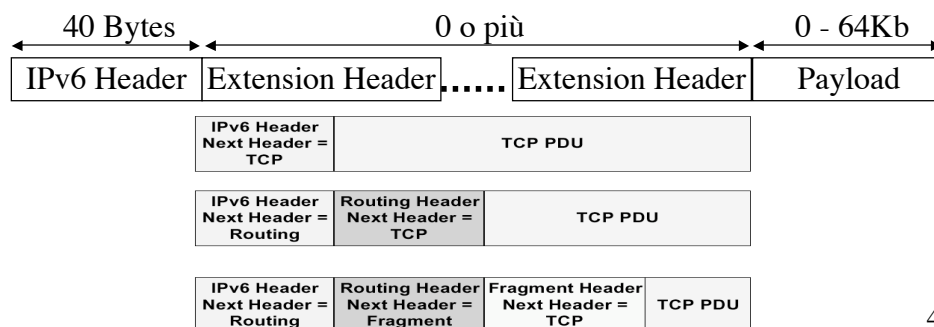 40 Bytes 0 o più 0 - 64Kb
IPv6 Header Extension Header ...... Extension Header Payload
IPv6 Header
Next Header =
TCP
TCP PDU
IPv6 Header
Next Header =
Routing
Routing Header
Next Header =
TCP
TCP PDU
IPv6 Header
Next Header =
Routing
Routing Header
Next Header =
Fragment
Fragment Header
Next Header =
TCP
TCP PDU
4